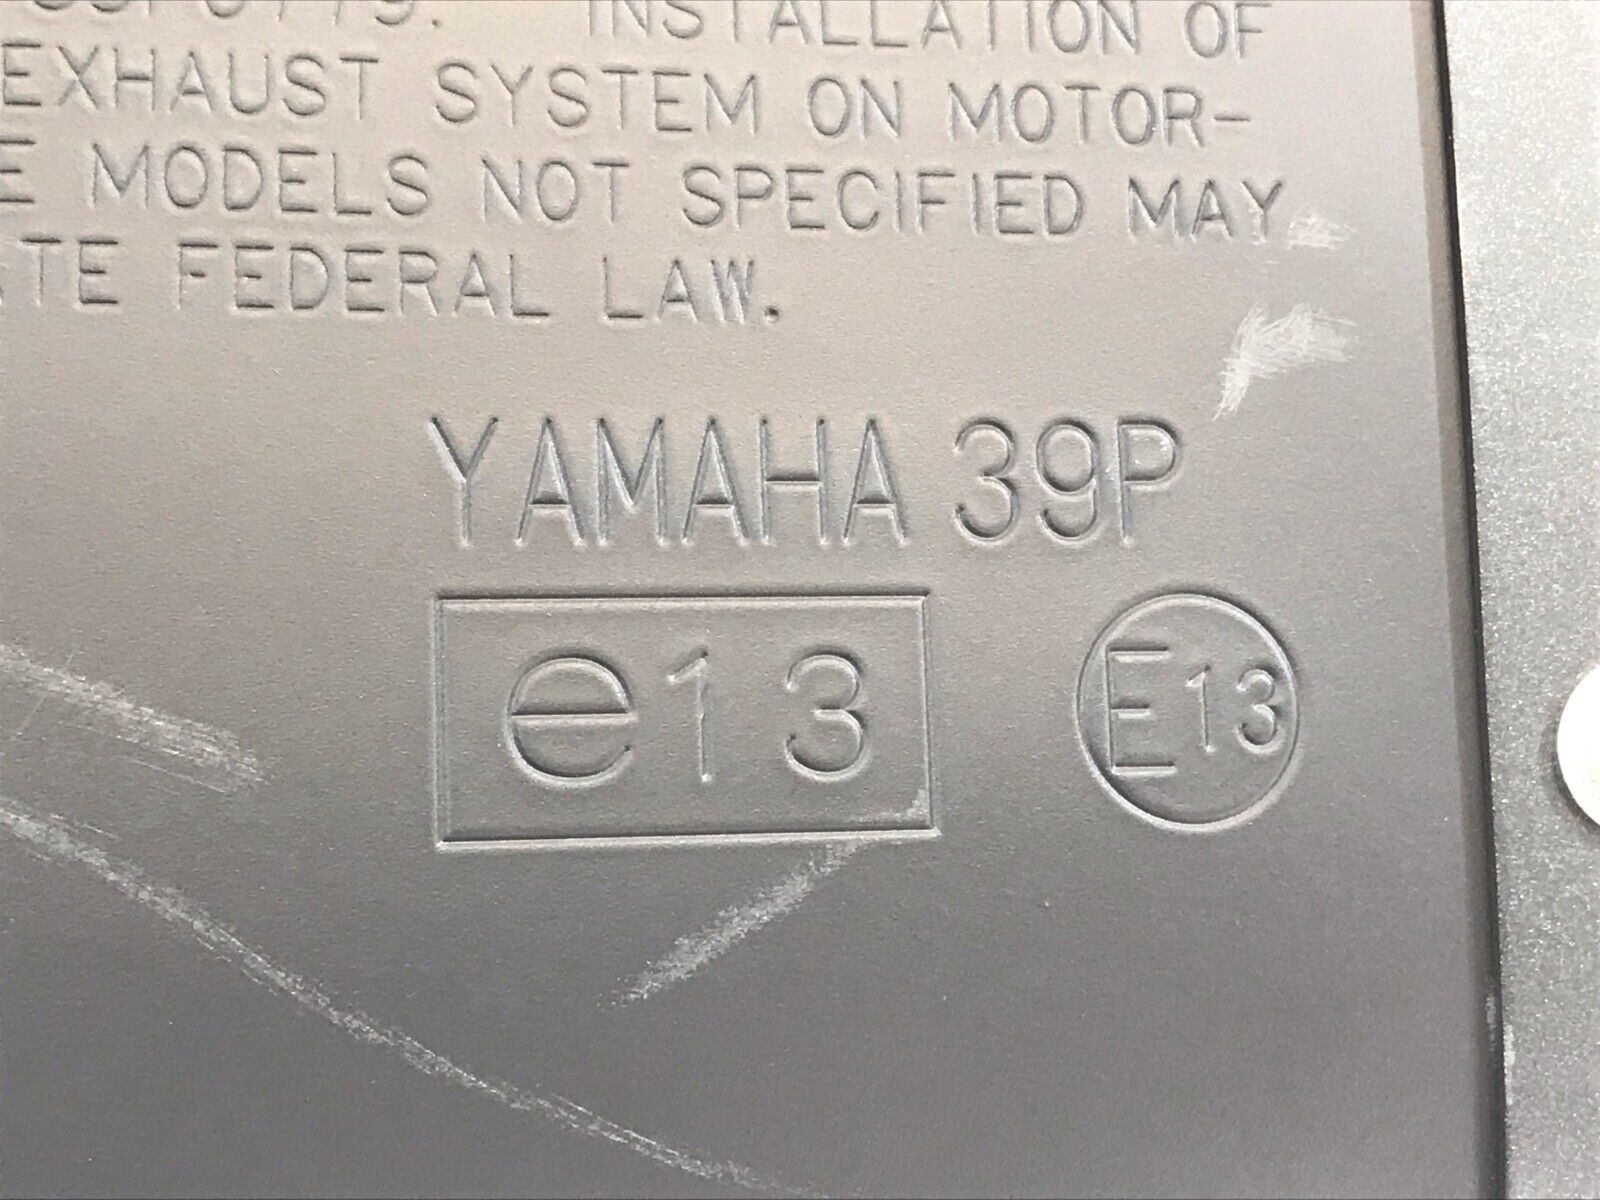 INSTALLATION OF
EXHAUST SYSTEM ON MOTOR-
MODELS NOT SPECIFIED MAY
FEDERAL LAW.
YAMAHA 39P
e13
E13